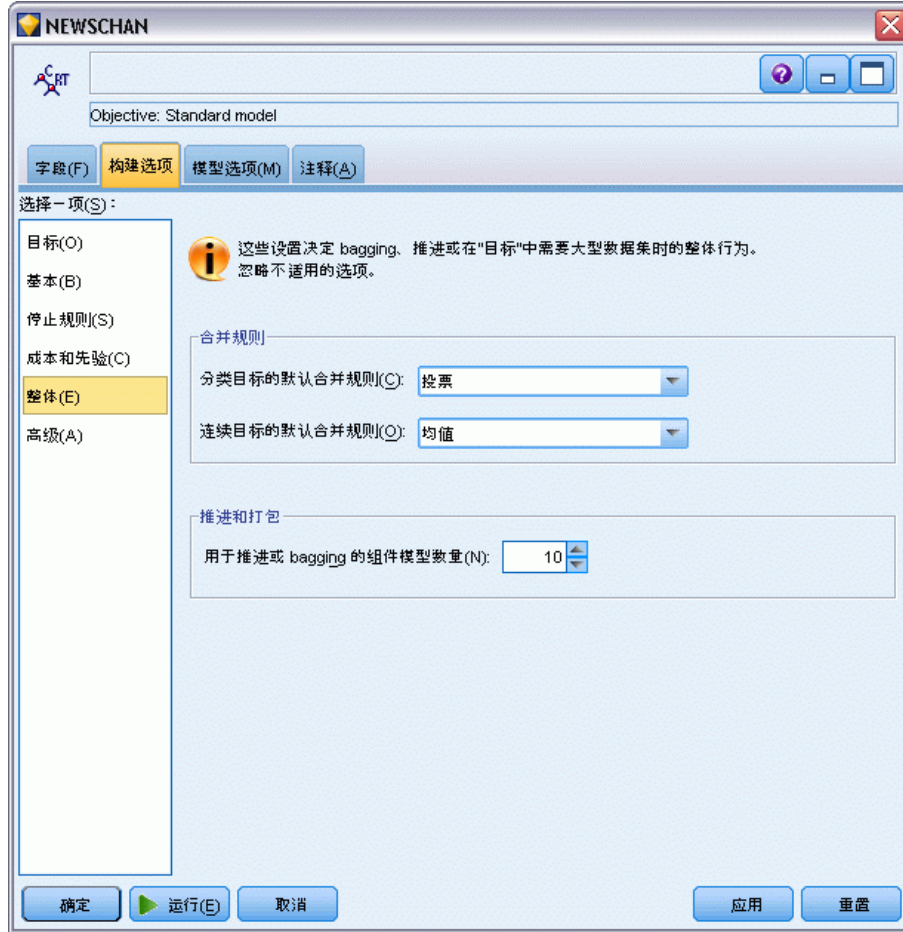 NEWSCHAN
C RT
Objective: Standard model
字段(F) 构建选项 模型选项(M) 注释(A)
选择一项(S)：
目标(O)
基本(B)
停止规则(S)
成本和先验(C)
整体(E)
高级(A)
这些设置决定 bagging、推进或在"目标"中需要大型数据集时的整体行为。
忽略不适用的选项。
合并规则
分类目标的默认合并规则(C): 投票
连续目标的默认合并规则(O): 均值
推进和打包
用于推进或 bagging 的组件模型数量(N): 10
确定 运行(E) 取消 应用 重置